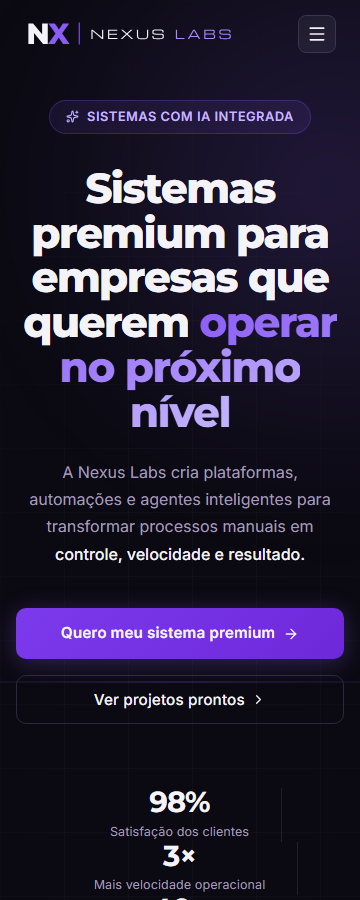 NX | NEXUS LABS
SISTEMAS COM IA INTEGRADA
Sistemas
premium para
empresas que
querem operar
no próximo
nível
A Nexus Labs cria plataformas,
automações e agentes inteligentes para
transformar processos manuais em
controle, velocidade e resultado.
Quero meu sistema premium →
Ver projetos prontos >
98%
Satisfação dos clientes
3×
Mais velocidade operacional